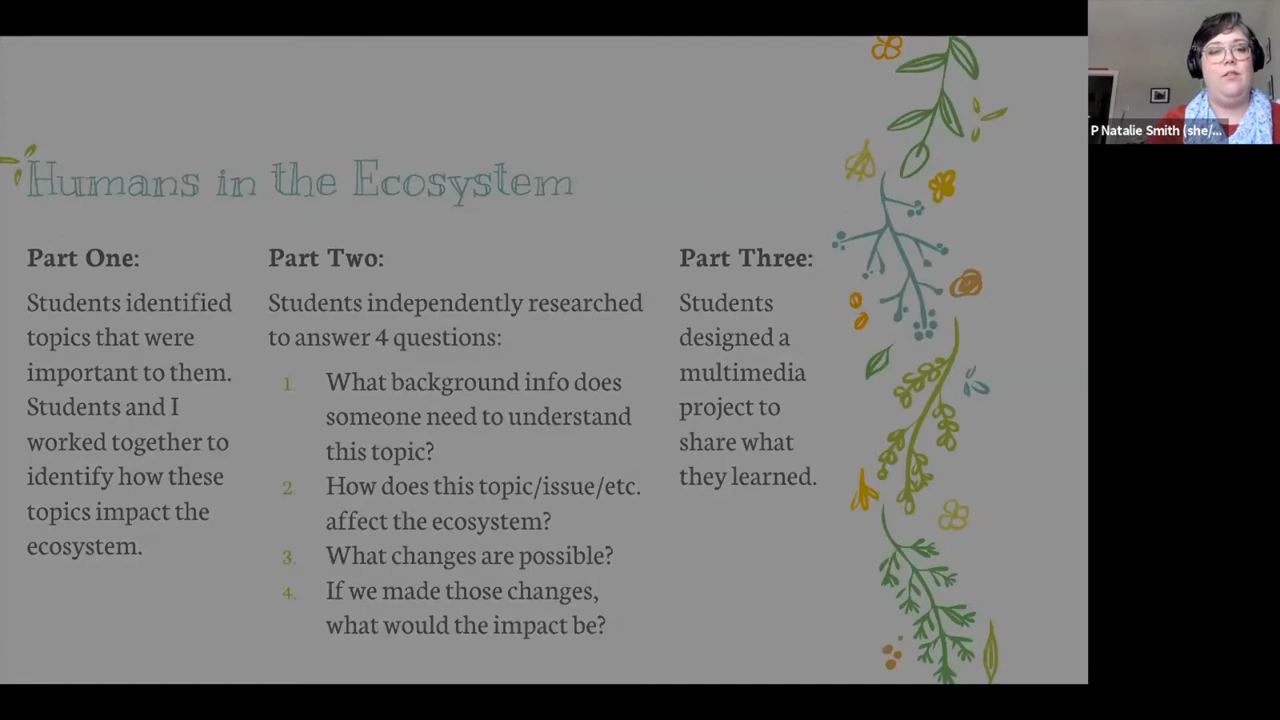 P Natalie Smith (she/...
Humans in the Ecosystem
Part One:
Students identified
topics that were
important to them.
Students and I
worked together to
identify how these
topics impact the
ecosystem.
Part Two:
Students independently researched
to answer 4 questions:
1. What background info does
someone need to understand
this topic?
2. How does this topic/issue/etc.
affect the ecosystem?
3. What changes are possible?
4. If we made those changes,
what would the impact be?
Part Three:
Students
designed a
multimedia
project to
share what
they learned.